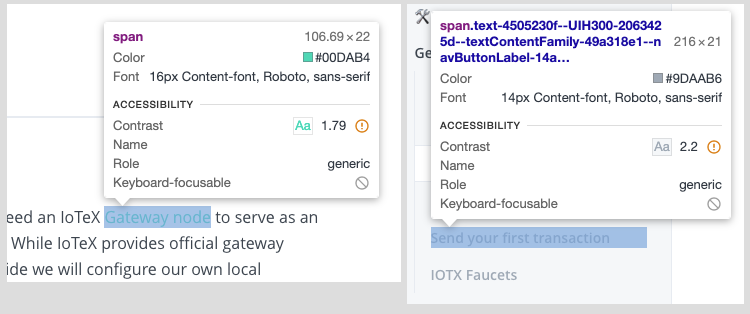 span 106.69 × 22
Color #00DAB4
Font 16px Content-font, Roboto, sans-serif
ACCESSIBILITY
Contrast Aa 1.79
Name
Role generic
Keyboard-focusable
eed an IoTeX Gateway node to serve as an
While IoTeX provides official gateway
ide we will configure our own local
Ge
span.text-4505230f--UIH300-206342
5d--textContentFamily-49a318e1--n
avButtonLabel-14a… 216 × 21
Color #9DAAB6
Font 14px Content-font, Roboto, sans-serif
ACCESSIBILITY
Contrast Aa 2.2
Name
Role generic
Keyboard-focusable
Send your first transaction
IOTX Faucets